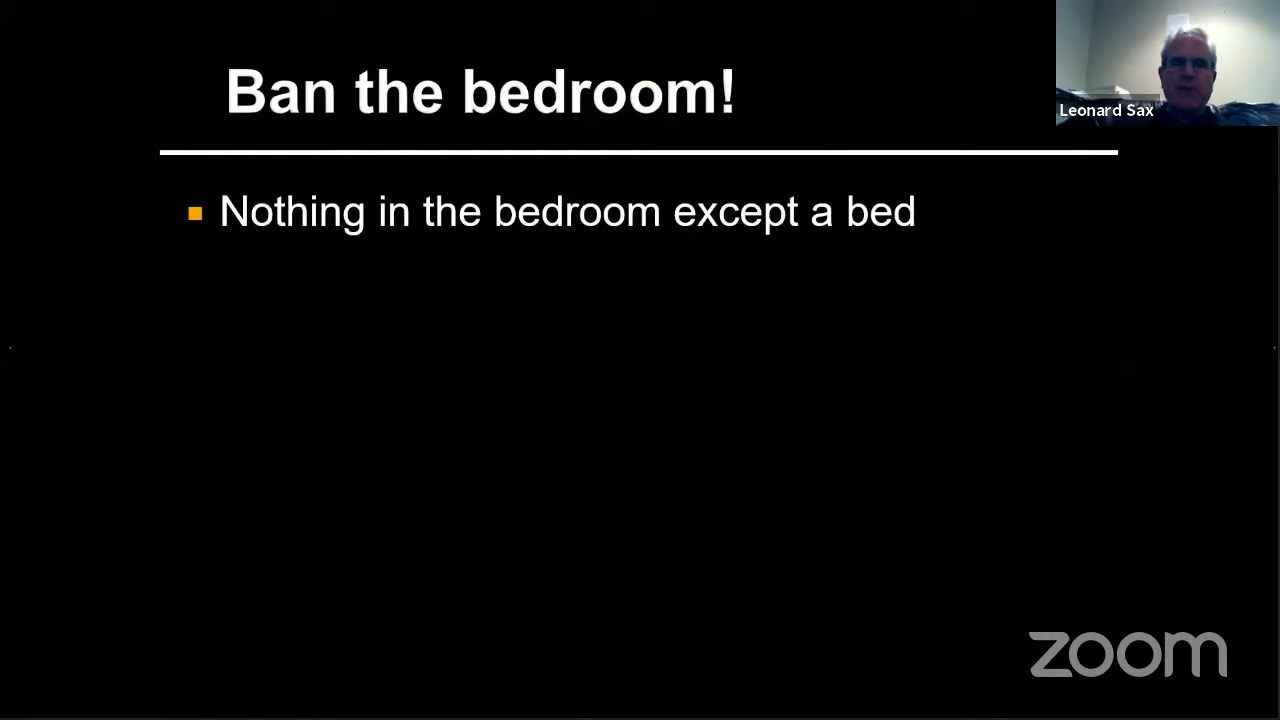 Ban the bedroom!
Leonard Sax
Nothing in the bedroom except a bed
zoom